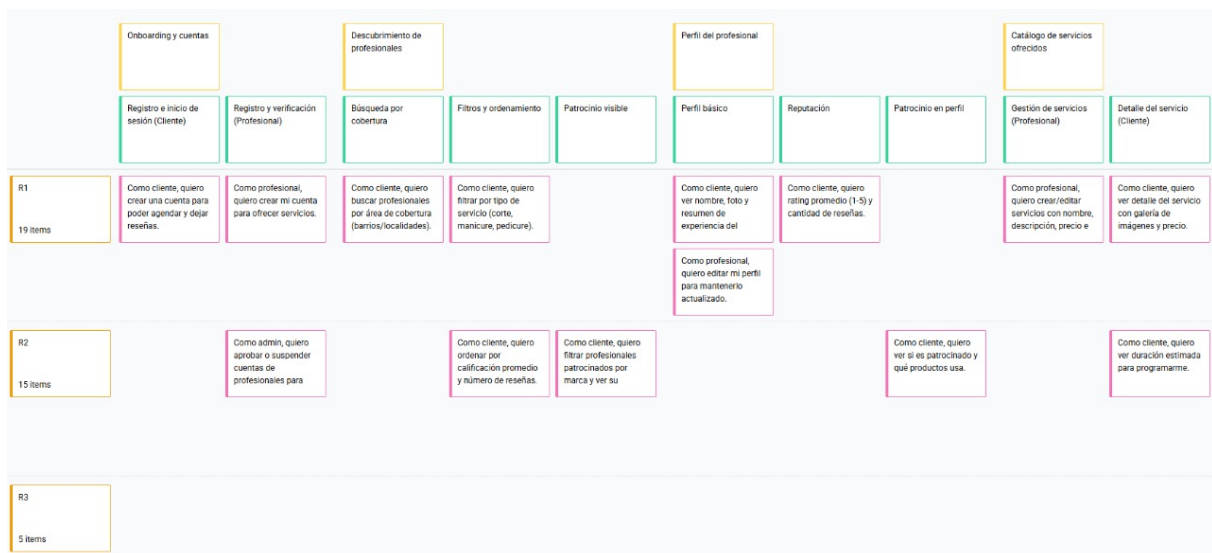 Onboarding y cuentas
Descubrimiento de
profesionales
Perfil del profesional
Catálogo de servicios
ofrecidos
Registro e inicio de
sesión (Cliente)
Registro y verificación
(Profesional)
Búsqueda por
cobertura
Filtros y ordenamiento
Patrocinio visible
Perfil básico
Reputación
Patrocinio en perfil
Gestión de servicios
(Profesional)
Detalle del servicio
(Cliente)
R1
19 items
Como cliente, quiero
crear una cuenta para
poder agendar y dejar
reseñas.
Como profesional,
quiero crear mi cuenta
para ofrecer servicios.
Como cliente, quiero
buscar profesionales
por área de cobertura
(barrios/localidades).
Como cliente, quiero
filtrar por tipo de
servicio (corte,
manicure, pedicure).
Como cliente, quiero
ver nombre, foto y
resumen de
experiencia del
Como cliente, quiero
rating promedio (1-5) y
cantidad de reseñas.
Como profesional,
quiero crear/editar
servicios con nombre,
descripción, precio e
Como cliente, quiero
ver detalle del servicio
con galería de
imágenes y precio.
Como profesional,
quiero editar mi perfil
para mantenerlo
actualizado.
R2
15 items
Como admin, quiero
aprobar o suspender
cuentas de
profesionales para
Como cliente, quiero
ordenar por
calificación promedio
y número de reseñas.
Como cliente, quiero
filtrar profesionales
patrocinados por
marca y ver su
Como cliente, quiero
ver si es patrocinado y
qué productos usa.
Como cliente, quiero
ver duración estimada
para programarme.
R3
5 items